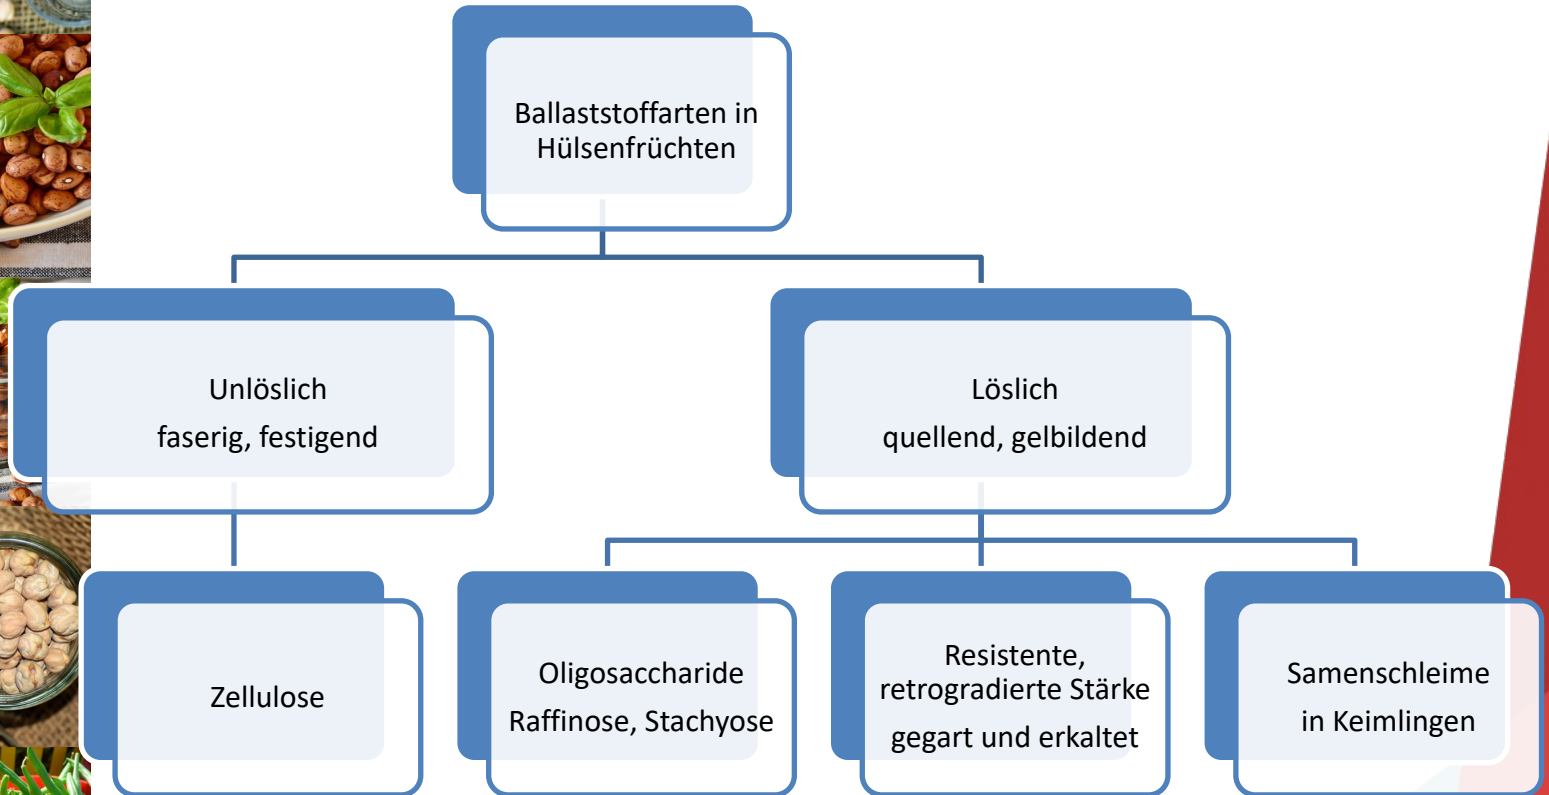 Ballaststoffarten in
Hülsenfrüchten
Unlöslich
faserig, festigend
Löslich
quellend, gelbildend
Zellulose
Oligosaccharide
Raffinose, Stachyose
Resistente,
retrogradierte Stärke
gegart und erkaltet
Samenschleime
in Keimlingen